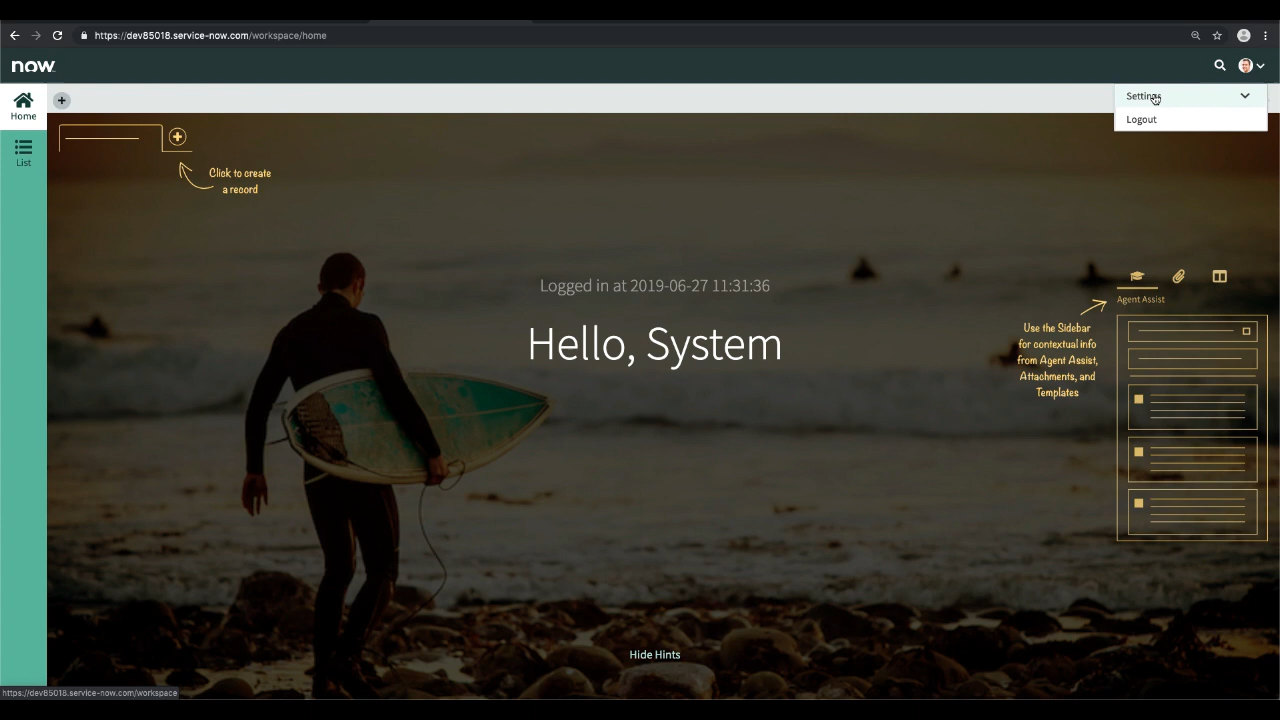 https://dev85018.service-now.com/workspace/home
now
Home
List
Settings
Logout
Click to create
a record
Logged in at 2019-06-27 11:31:36
Hello, System
Agent Assist
Use the Sidebar
for contextual info
from Agent Assist,
Attachments, and
Templates
Hide Hints
https://dev85018.service-now.com/workspace